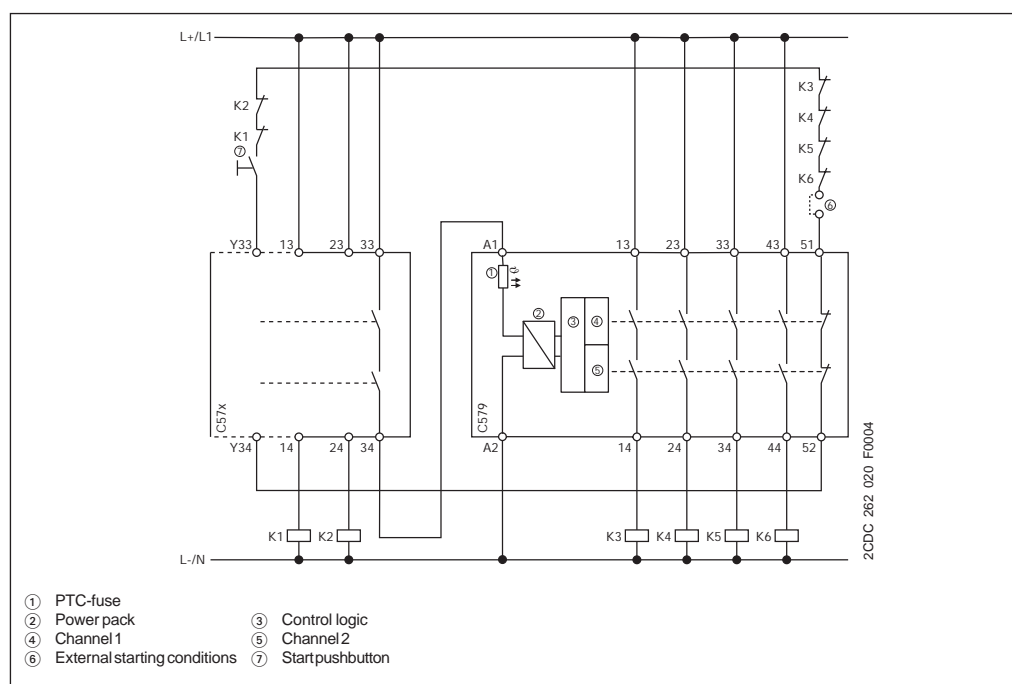 L+/L1
K2
K1
⑦
K3
K4
K5
K6
⑥
Y33 13 23 33 A1 13 23 33 43 51
①
ϑ
②
③ ④
⑤
C57x
C579
Y34 14 24 34 A2 14 24 34 44 52
K1 K2 K3 K4 K5 K6
L-/N
2CDC 262 020 F0004
① PTC-fuse
② Power pack ③ Control logic
④ Channel 1 ⑤ Channel 2
⑥ External starting conditions ⑦ Start pushbutton